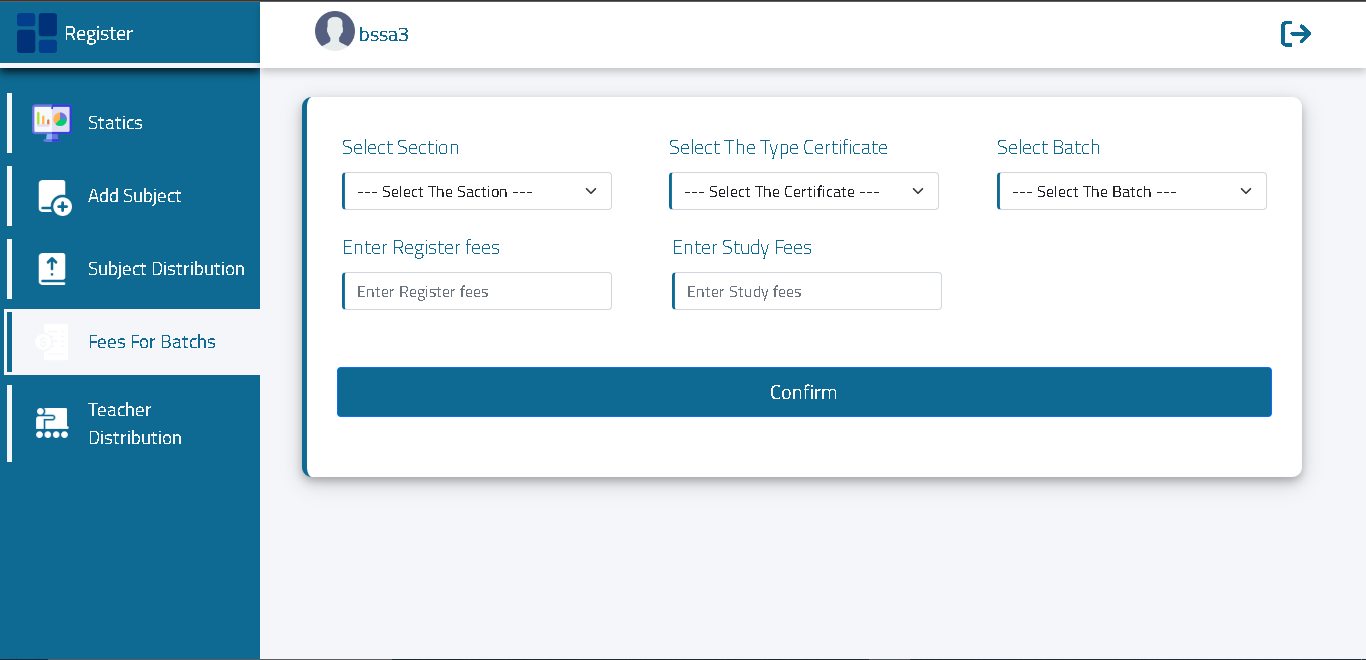 Register
bssa3
Statics
Add Subject
Subject Distribution
Fees For Batchs
Teacher
Distribution
Select Section
Select The Type Certificate
Select Batch
--- Select The Saction ---
--- Select The Certificate ---
--- Select The Batch ---
Enter Register fees
Enter Study Fees
Enter Register fees
Enter Study fees
Confirm